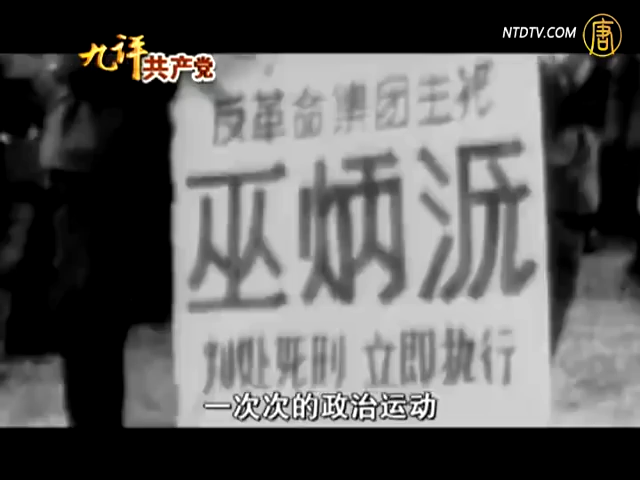 NTDTV.COM
唐
九评
共产党
反革命集团主犯
巫炳派
判处死刑 立即执行
一次次的政治运动